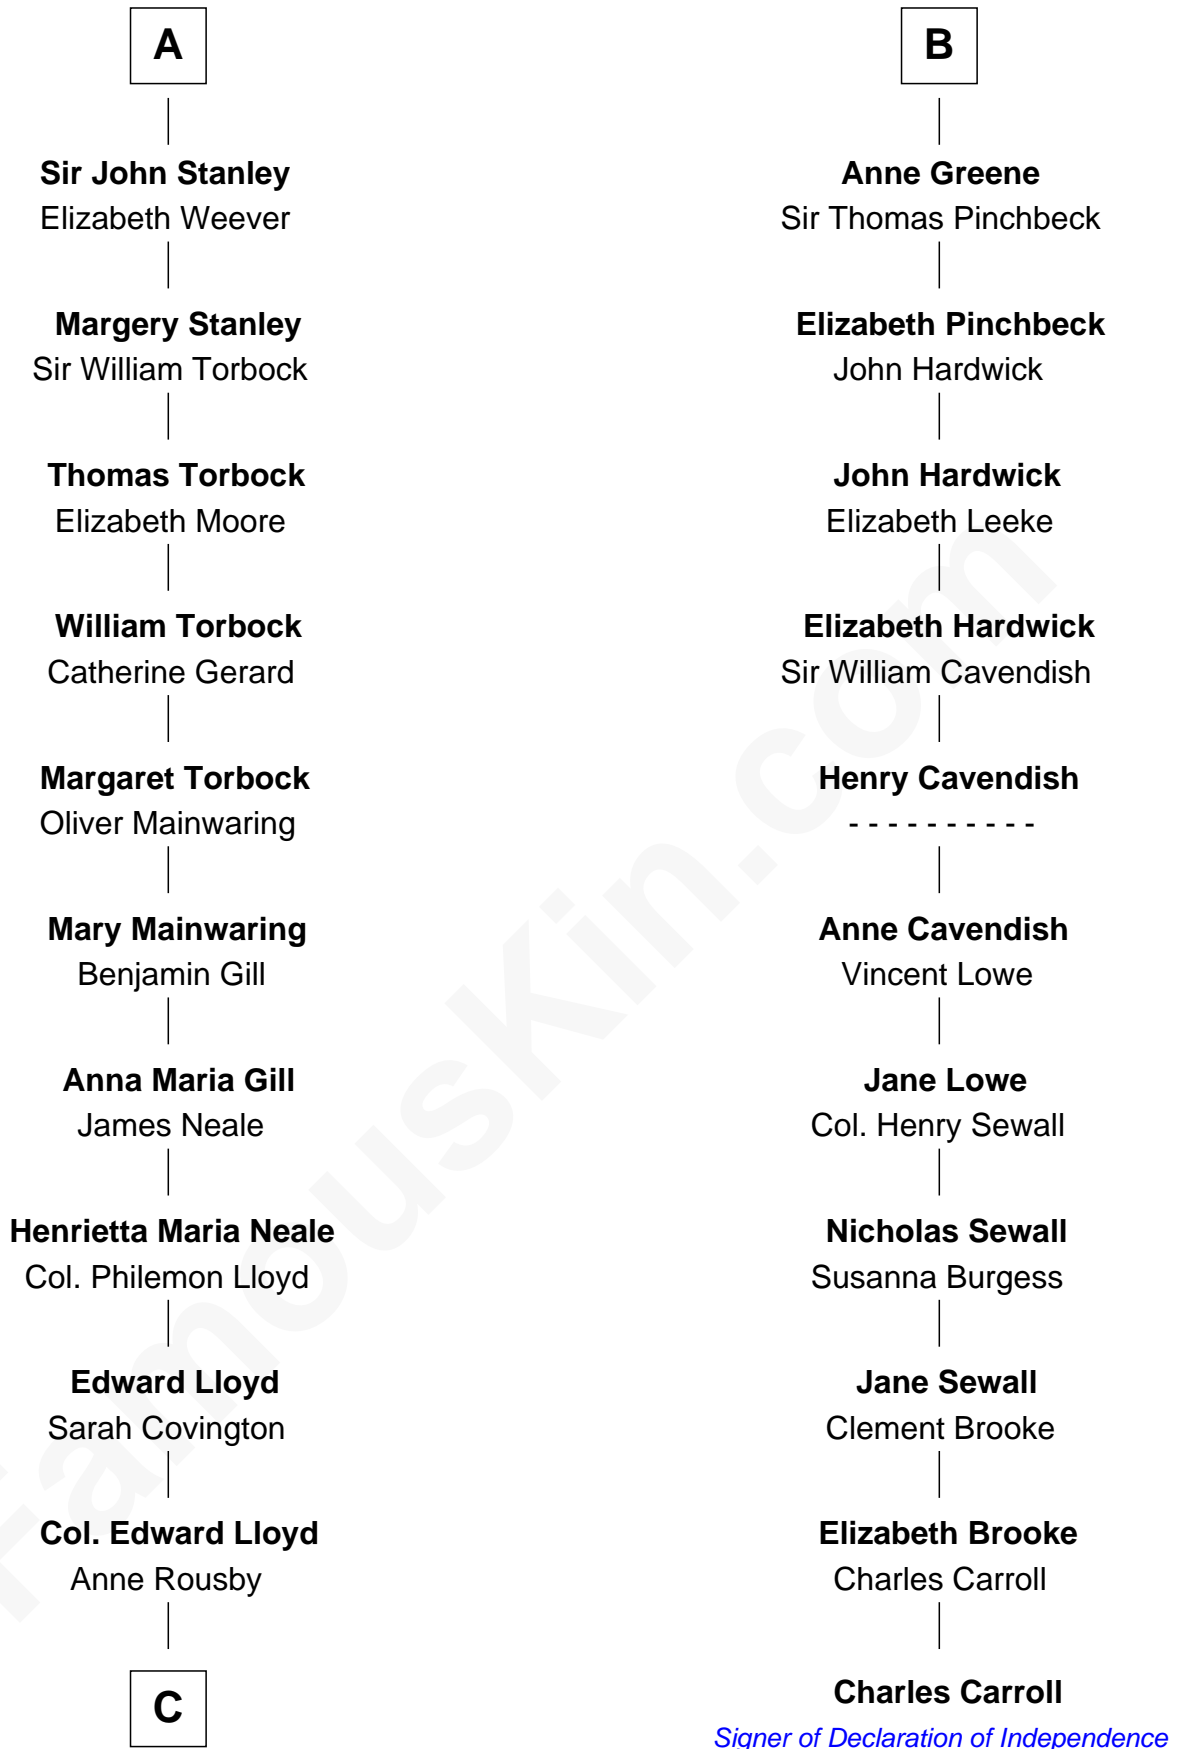 A
Sir John Stanley
Elizabeth Weever
Margery Stanley
Sir William Torbock
Thomas Torbock
Elizabeth Moore
William Torbock
Catherine Gerard
Margaret Torbock
Oliver Mainwaring
Mary Mainwaring
Benjamin Gill
Anna Maria Gill
James Neale
Henrietta Maria Neale
Col. Philemon Lloyd
Edward Lloyd
Sarah Covington
Col. Edward Lloyd
Anne Rousby
C
B
Anne Greene
Sir Thomas Pinchbeck
Elizabeth Pinchbeck
John Hardwick
John Hardwick
Elizabeth Leeke
Elizabeth Hardwick
Sir William Cavendish
Henry Cavendish
- - - - - - - - - -
Anne Cavendish
Vincent Lowe
Jane Lowe
Col. Henry Sewall
Nicholas Sewall
Susanna Burgess
Jane Sewall
Clement Brooke
Elizabeth Brooke
Charles Carroll
Charles Carroll
Signer of Declaration of Independence
FamousKin.com